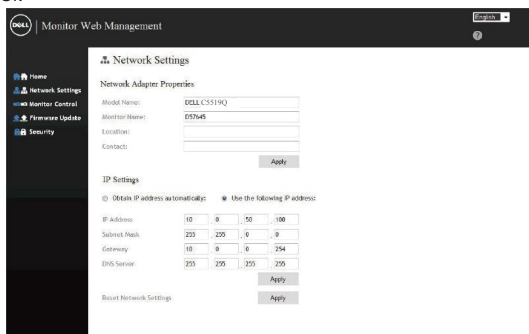 DELL Monitor Web Management
English
Home
Network Settings
Monitor Control
Firmware Update
Security
Network Settings
Network Adapter Properties
Model Name: DELL C5519Q
Monitor Name: D57645
Location:
Contact:
Apply
IP Settings
Obtain IP address automatically: Use the following IP address:
IP Address 10 . 0 . 50 . 100
Subnet Mask 255 . 255 . 0 . 0
Gateway 10 . 0 . 0 . 254
DNS Server 255 . 255 . 255 . 255
Apply
Reset Network Settings Apply